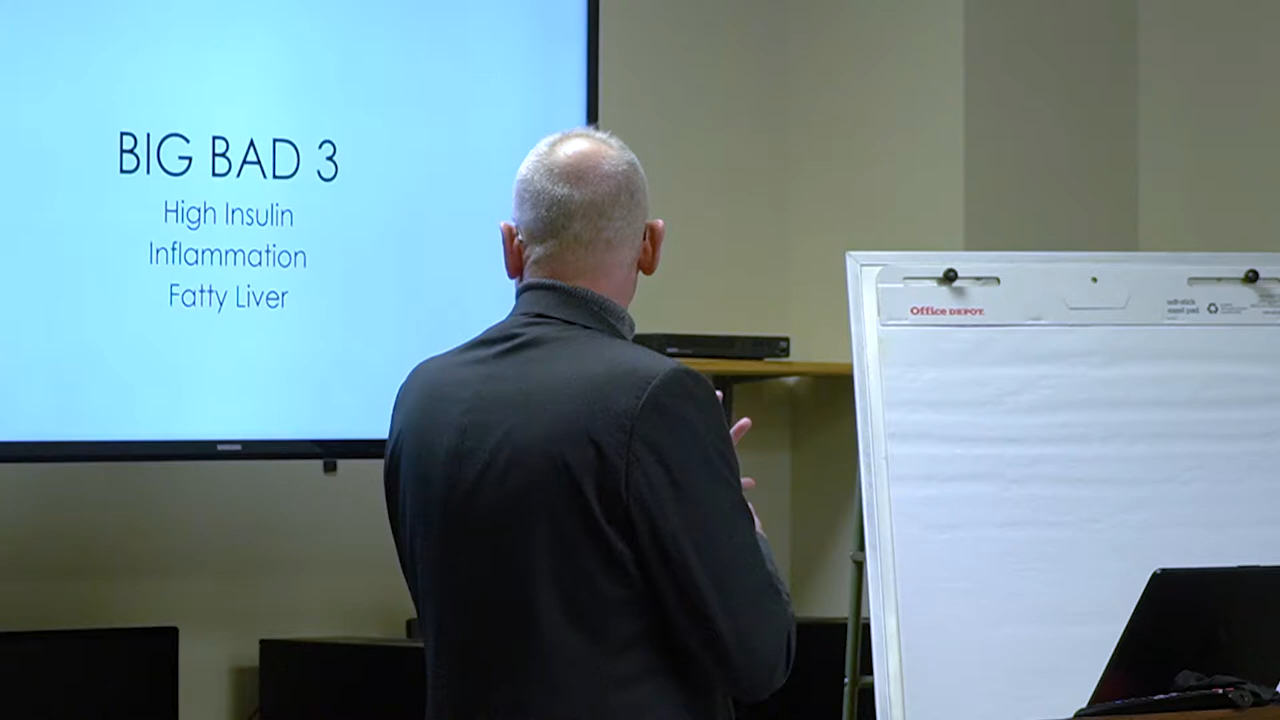 BIG BAD 3
High Insulin
Inflammation
Fatty Liver
Office DEPOT
self-stick
easel pad